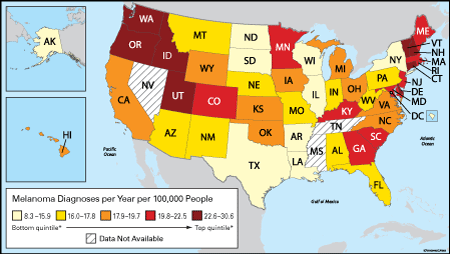 AK
WA
OR
ID
MT
ND
SD
MN
WI
MI
NY
ME
VT
NH
MA
RI
CT
NJ
DE
MD
DC
CA
NV
UT
WY
CO
NE
KS
IA
MO
IL
IN
OH
PA
WV
VA
KY
NC
TN
SC
GA
AL
MS
AR
LA
OK
TX
NM
AZ
FL
HI
Pacific
Ocean
Atlantic
Ocean
Gulf of Mexico
Melanoma Diagnoses per Year per 100,000 People
8.3–15.9 16.0–17.8 17.9–19.7 19.8–22.5 22.6–30.6
Bottom quintile* Top quintile*
Data Not Available